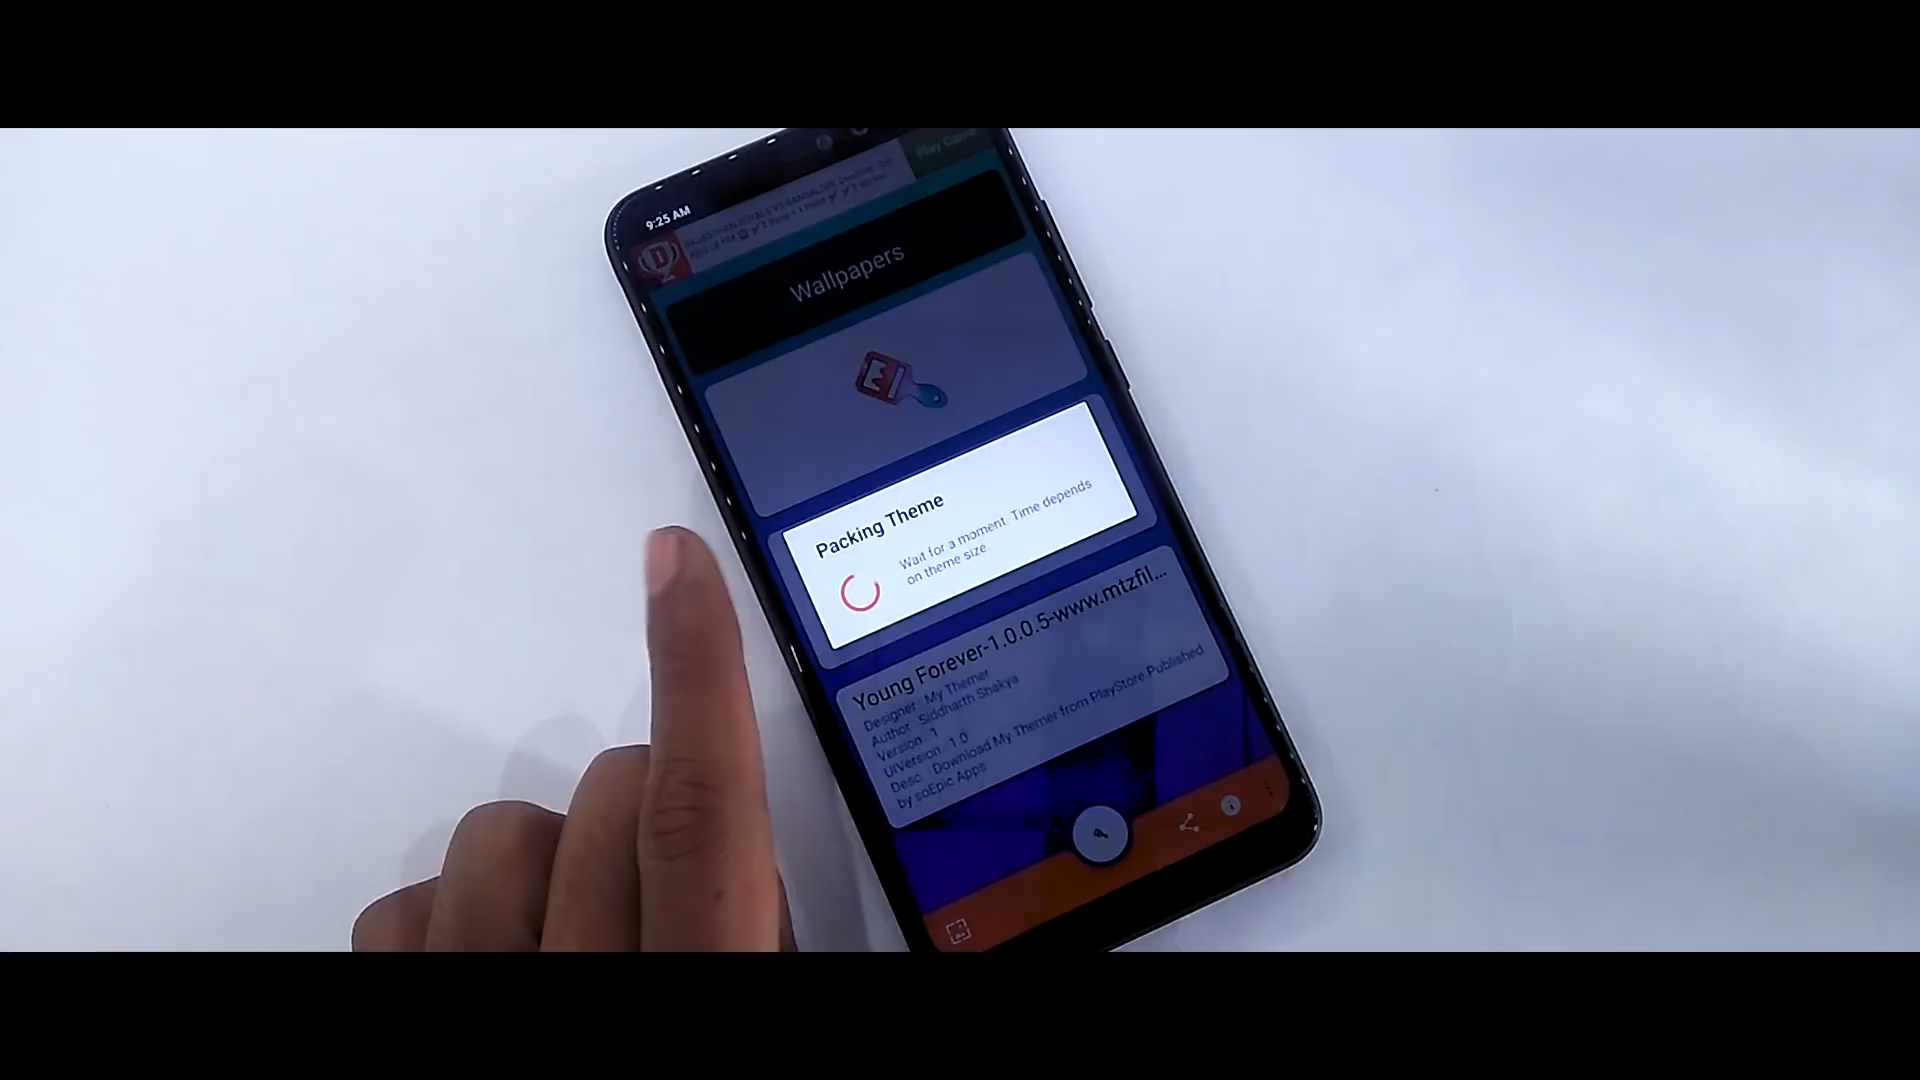 9:25 AM
Play Game
Wallpapers
Packing Theme
Wait for a moment. Time depends
on theme size.
Young Forever-1.0.0.5-www.mtzfil...
Designer : My Themer
Author : Siddharth Shakya
Version : 1
UIVersion : 1.0
Desc : Download My Themer from PlayStore.Published
by soEpic Apps